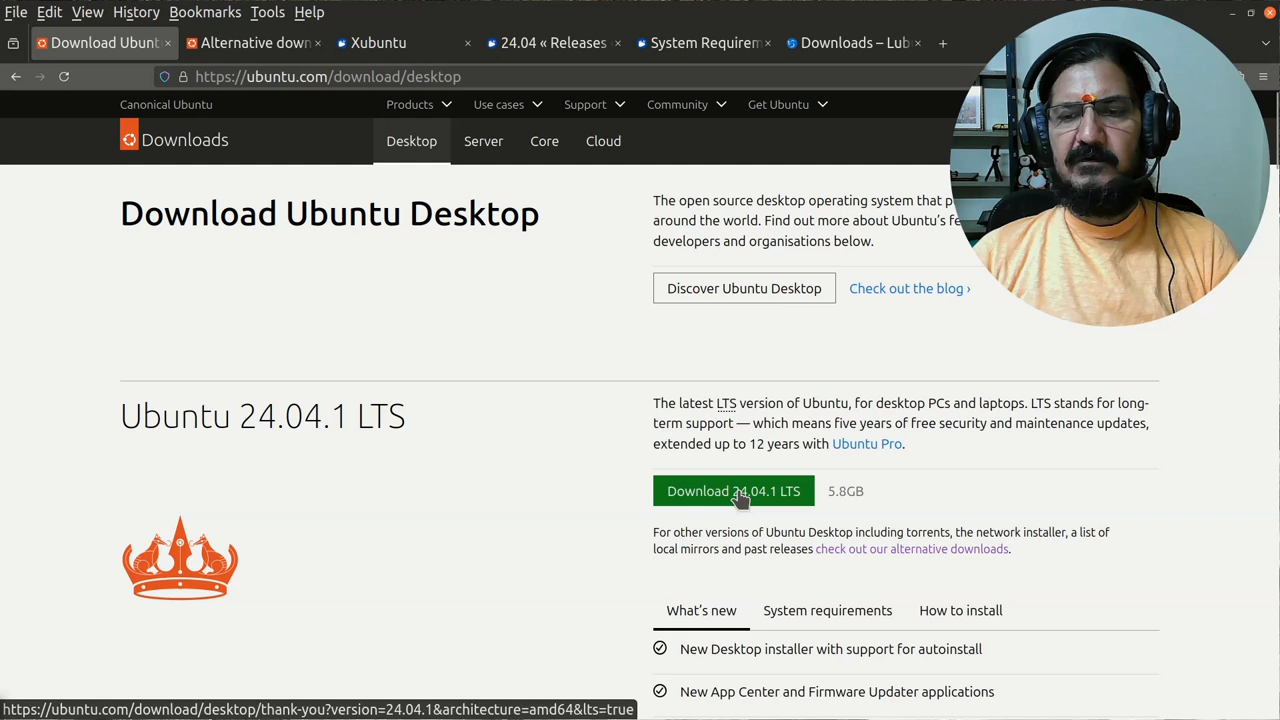 File Edit View History Bookmarks Tools Help
Download Ubunt
Alternative down
Xubuntu
24.04 « Releases
System Requirem
Downloads – Lub
https://ubuntu.com/download/desktop
Canonical Ubuntu
Products
Use cases
Support
Community
Get Ubuntu
Downloads
Desktop
Server
Core
Cloud
Download Ubuntu Desktop
The open source desktop operating system that p
around the world. Find out more about Ubuntu's fe
developers and organisations below.
Discover Ubuntu Desktop
Check out the blog ›
Ubuntu 24.04.1 LTS
The latest LTS version of Ubuntu, for desktop PCs and laptops. LTS stands for long-
term support — which means five years of free security and maintenance updates,
extended up to 12 years with Ubuntu Pro.
Download 24.04.1 LTS
5.8GB
For other versions of Ubuntu Desktop including torrents, the network installer, a list of
local mirrors and past releases check out our alternative downloads.
What's new
System requirements
How to install
New Desktop installer with support for autoinstall
New App Center and Firmware Updater applications
https://ubuntu.com/download/desktop/thank-you?version=24.04.1&architecture=amd64&lts=true